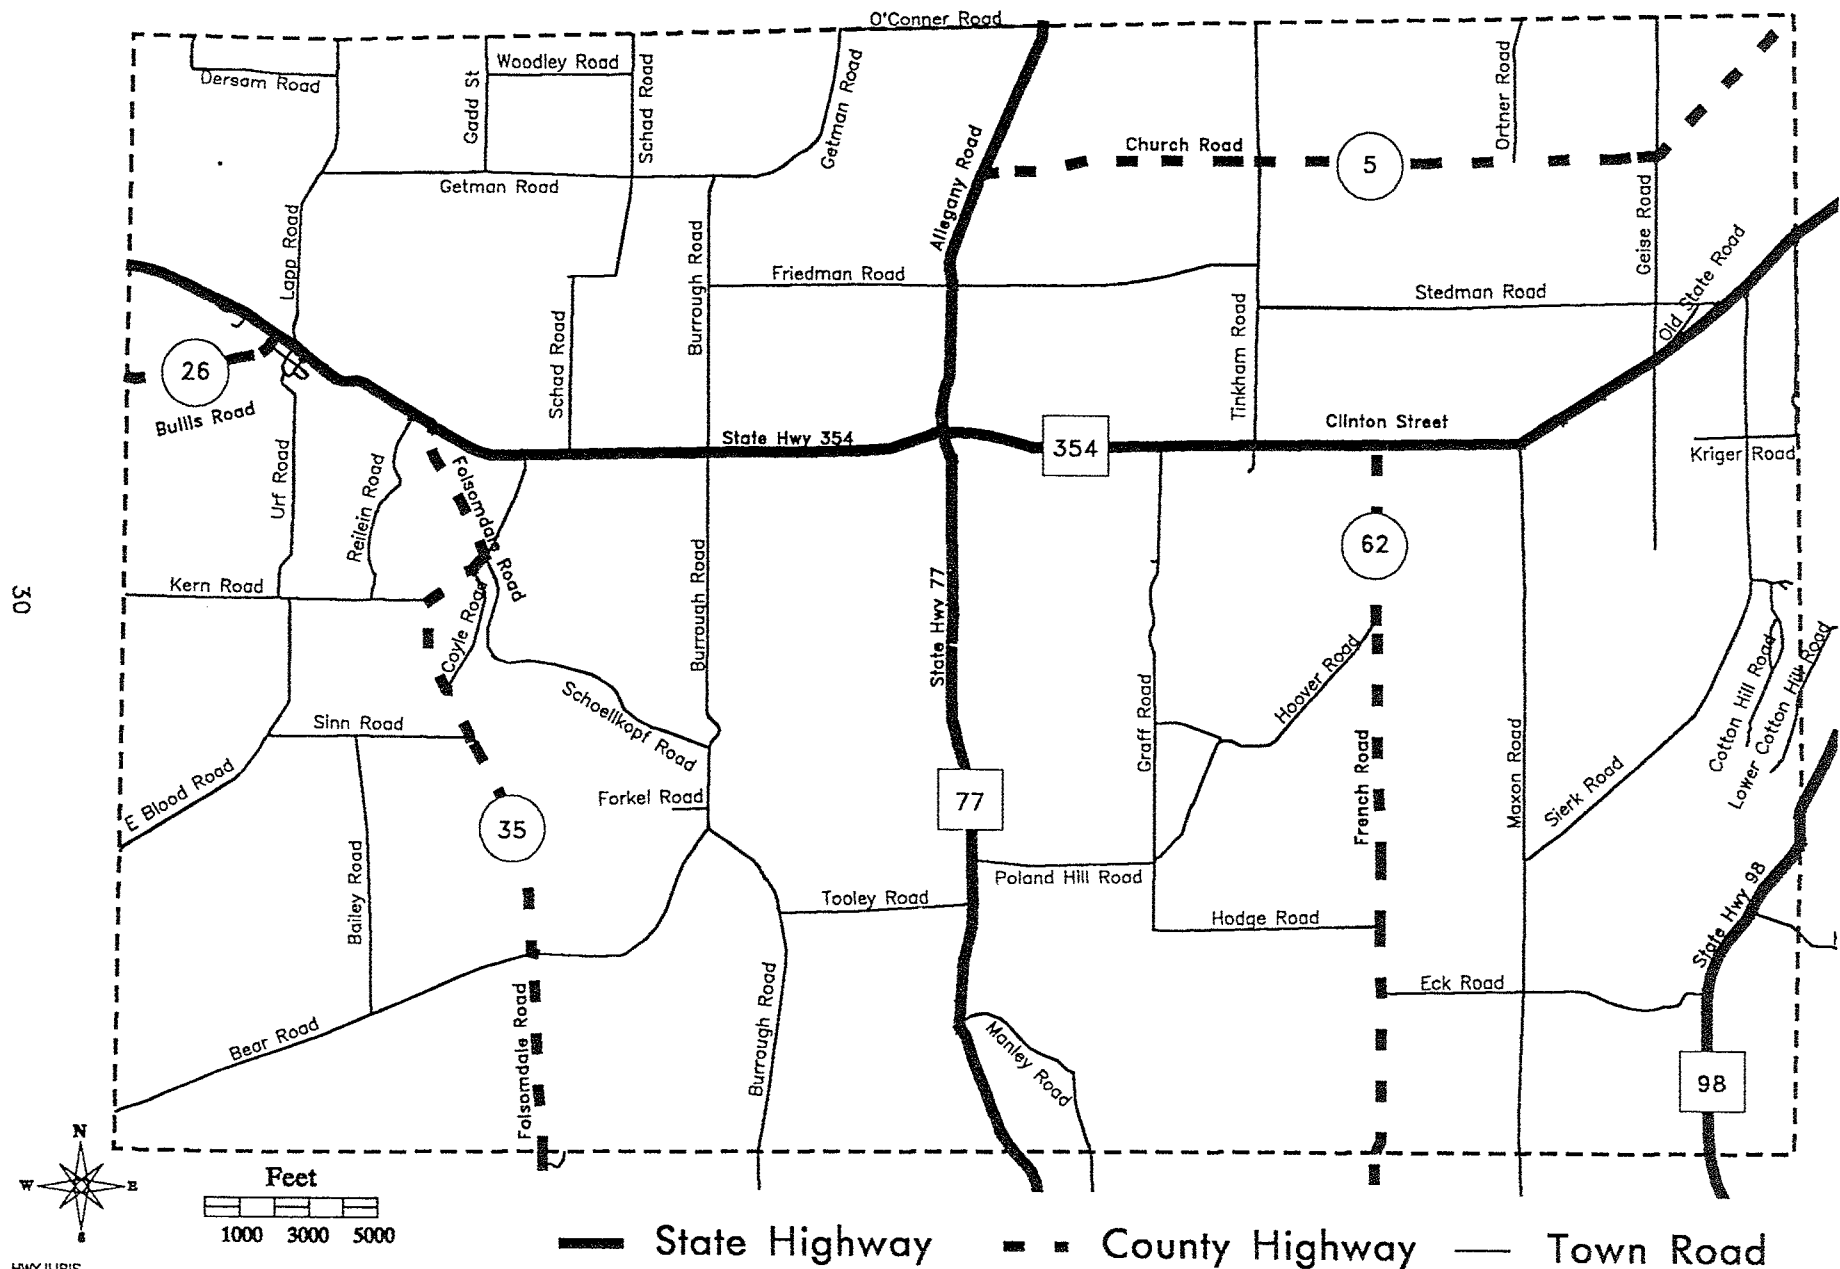 O'Conner Road
Dersam Road
Gadd St
Woodley Road
Schad Road
Getman Road
Getman Road
Allegany Road
Church Road
5
Ortner Road
Geise Road
Lapp Road
Burrough Road
Friedman Road
Stedman Road
Old State Road
Tinkham Road
Schad Road
26
Bullis Road
State Hwy 354
354
Clinton Street
Kriger Road
Urf Road
Reilein Road
Folsomdale Road
Kern Road
Coyle Road
Burrough Road
State Hwy 77
62
Hoover Road
Graff Road
French Road
Maxon Road
Sierk Road
Cotton Hill Road
Lower Cotton Hill Road
Sinn Road
Schoellkopf Road
E Blood Road
Forkel Road
35
77
Bailey Road
Tooley Road
Poland Hill Road
Hodge Road
State Hwy 98
Eck Road
Bear Road
Folsomdale Road
Burrough Road
Manley Road
98
30
N
W E
S
Feet
1000 3000 5000
State Highway County Highway Town Road